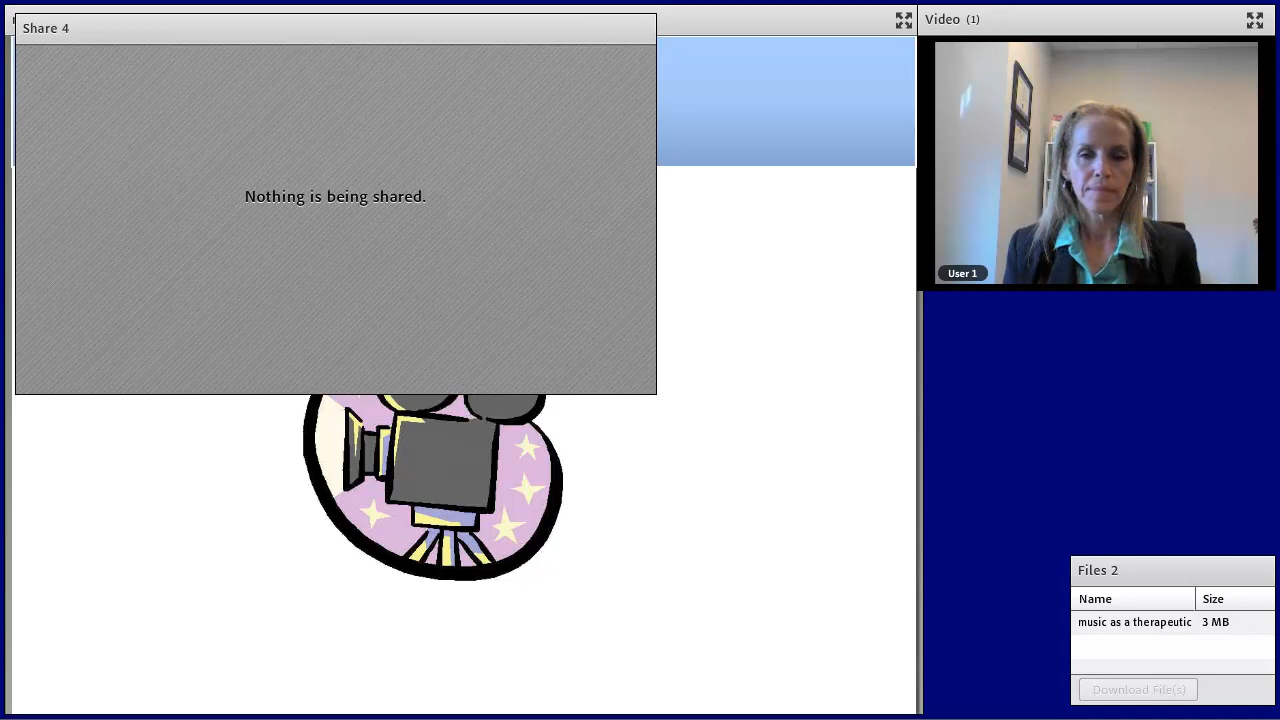 Share 4
Nothing is being shared.
Video (1)
User 1
Files 2
Name Size
music as a therapeutic 3 MB
Download File(s)